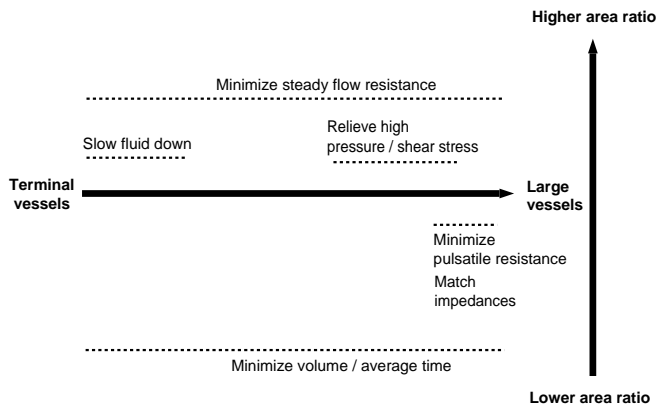 Higher area ratio
Minimize steady flow resistance
Relieve high
pressure / shear stress
Slow fluid down
Terminal
vessels
Large
vessels
Minimize
pulsatile resistance
Match
impedances
Minimize volume / average time
Lower area ratio